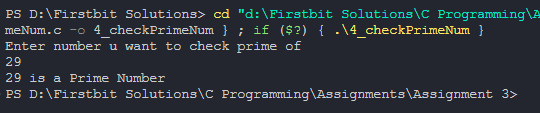 PS D:\Firstbit Solutions> cd "d:\Firstbit Solutions\C Programming\A
meNum.c -o 4_checkPrimeNum } ; if ($?) { .\4_checkPrimeNum }
Enter number u want to check prime of
29
29 is a Prime Number
PS D:\Firstbit Solutions\C Programming\Assignments\Assignment 3>